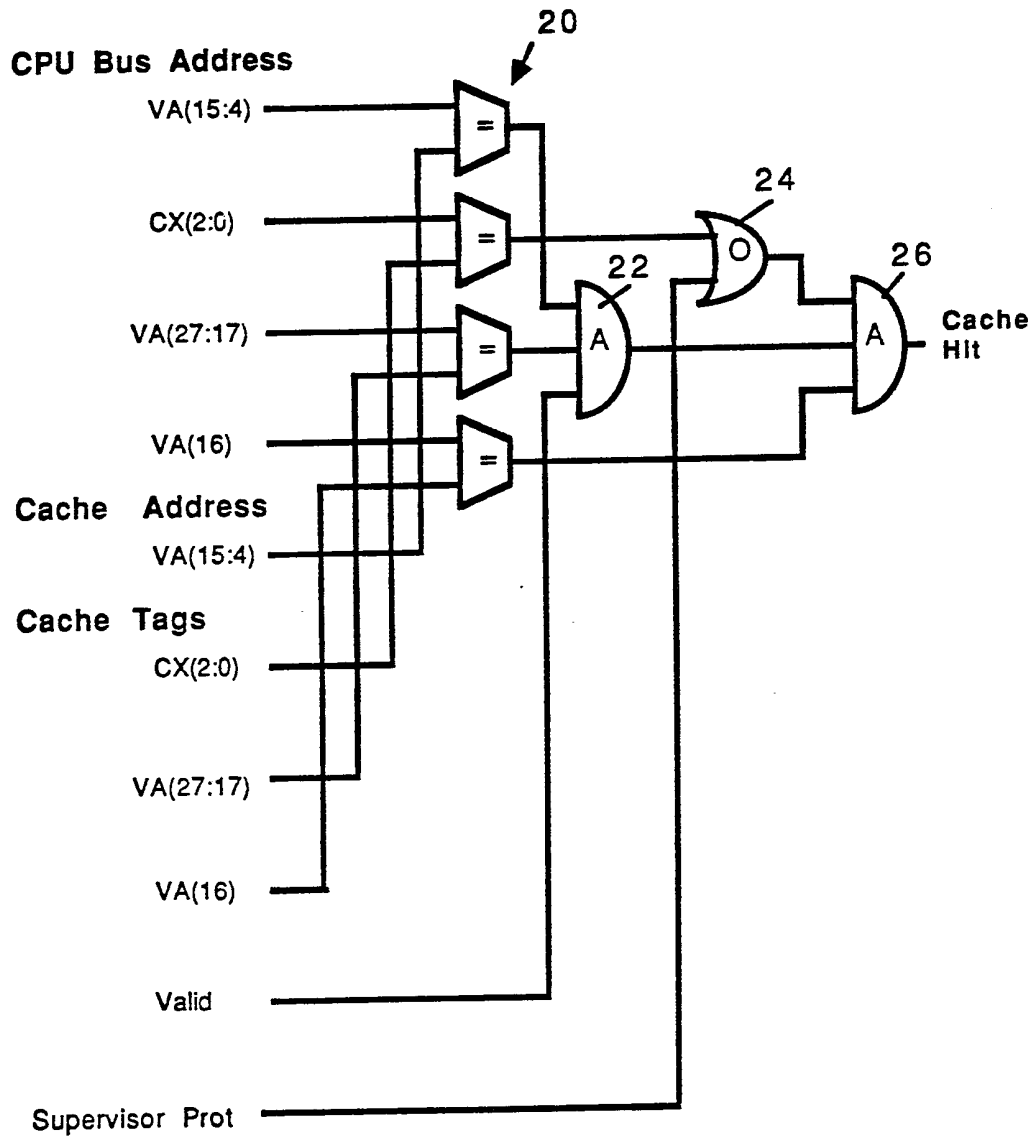 20
CPU Bus Address
VA(15:4)
=
24
CX(2:0)
=
O
26
22
VA(27:17)
=
A
A
Cache
Hit
VA(16)
=
Cache Address
VA(15:4)
Cache Tags
CX(2:0)
VA(27:17)
VA(16)
Valid
Supervisor Prot